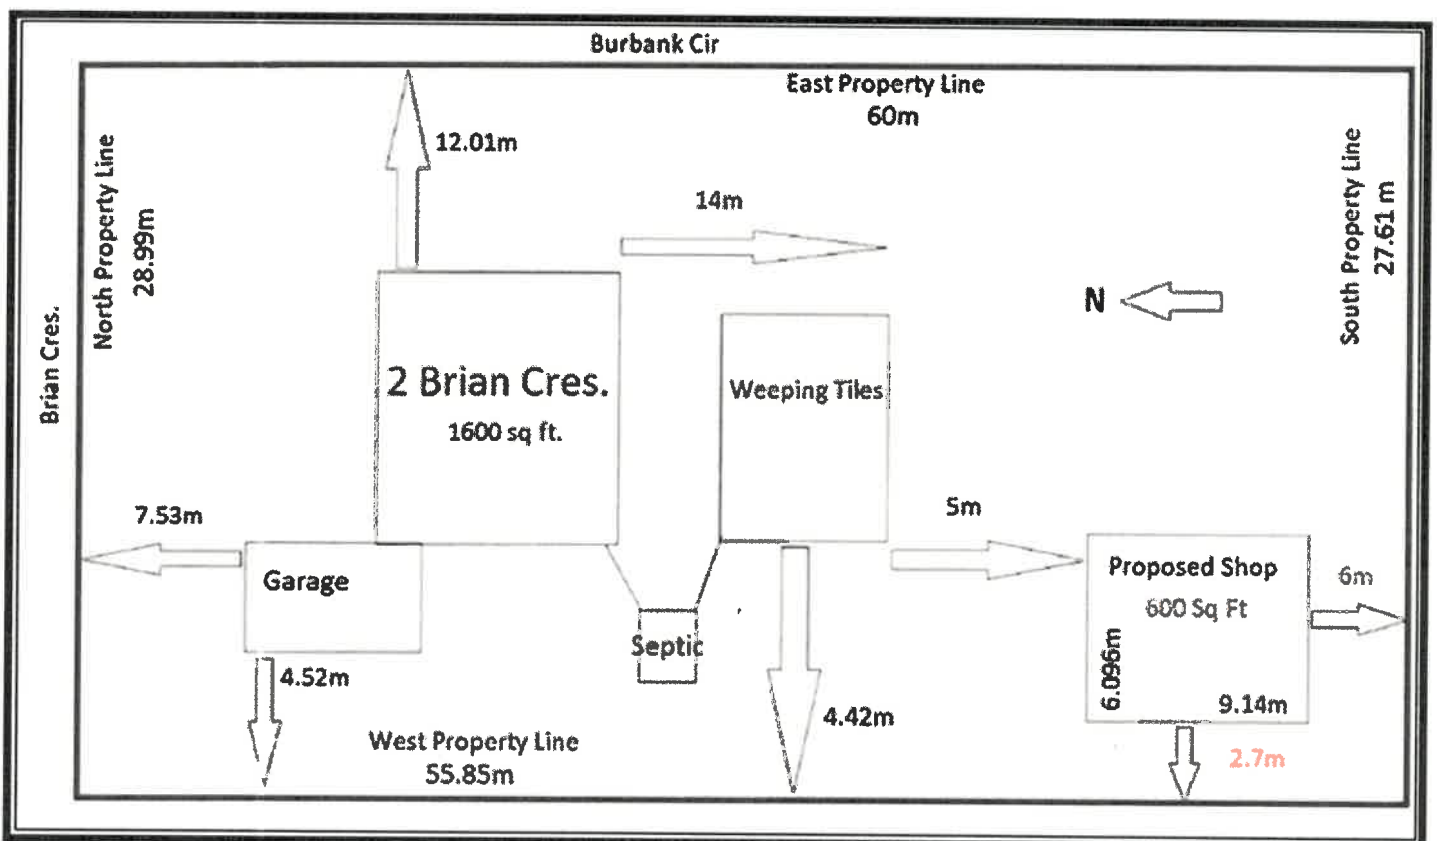 Burbank Cir
East Property Line
60m
12.01m
North Property Line
28.99m
14m
South Property Line
27.61 m
N
Brian Cres.
2 Brian Cres.
1600 sq ft.
Weeping Tiles
7.53m
5m
Garage
Proposed Shop
600 Sq Ft
6m
Septic
6.096m
9.14m
4.52m
4.42m
West Property Line
55.85m
2.7m